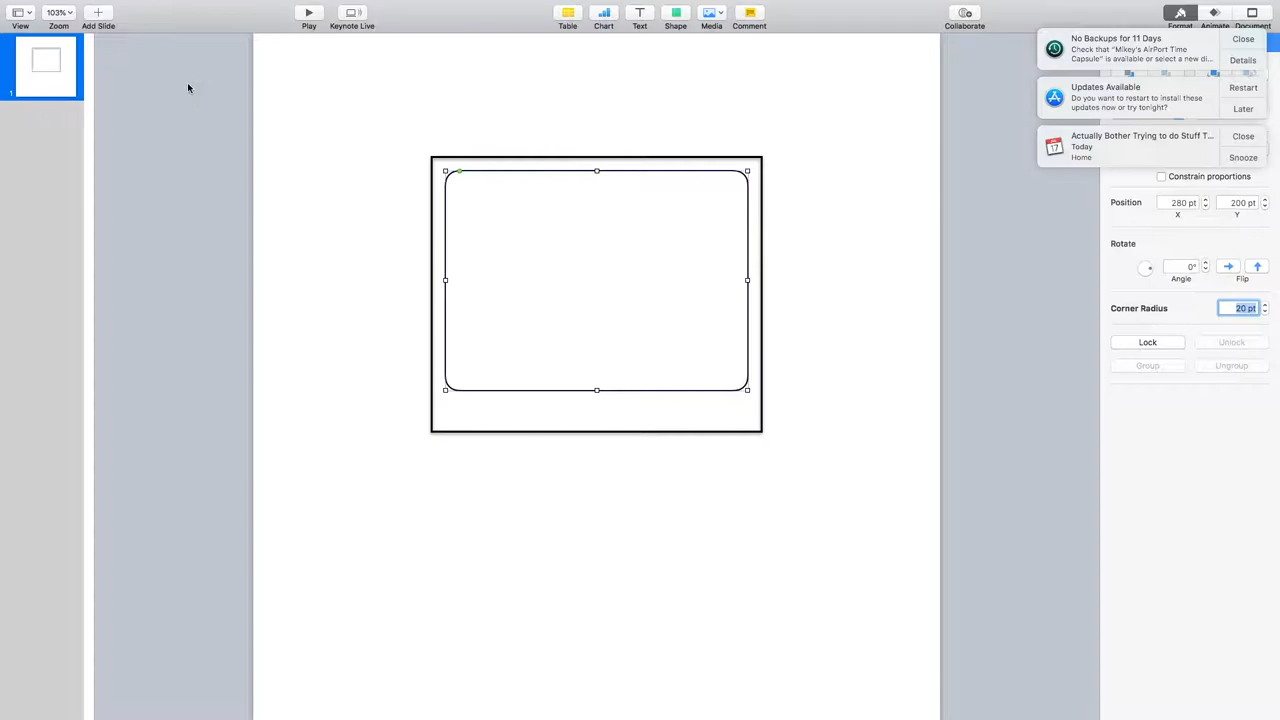 103%
View
Zoom
Add Slide
Play
Keynote Live
Table
Chart
Text
Shape
Media
Comment
Collaborate
Format
Animate
Document
No Backups for 11 Days
Check that "Mikey's AirPort Time
Capsule" is available or select a new di...
Close
Details
Updates Available
Do you want to restart to install these
updates now or try tonight?
Restart
Later
17
Actually Bother Trying to do Stuff T...
Today
Home
Close
Snooze
Constrain proportions
Position
280 pt
200 pt
X
Y
Rotate
0°
Angle
Flip
Corner Radius
20 pt
Lock
Unlock
Group
Ungroup
1